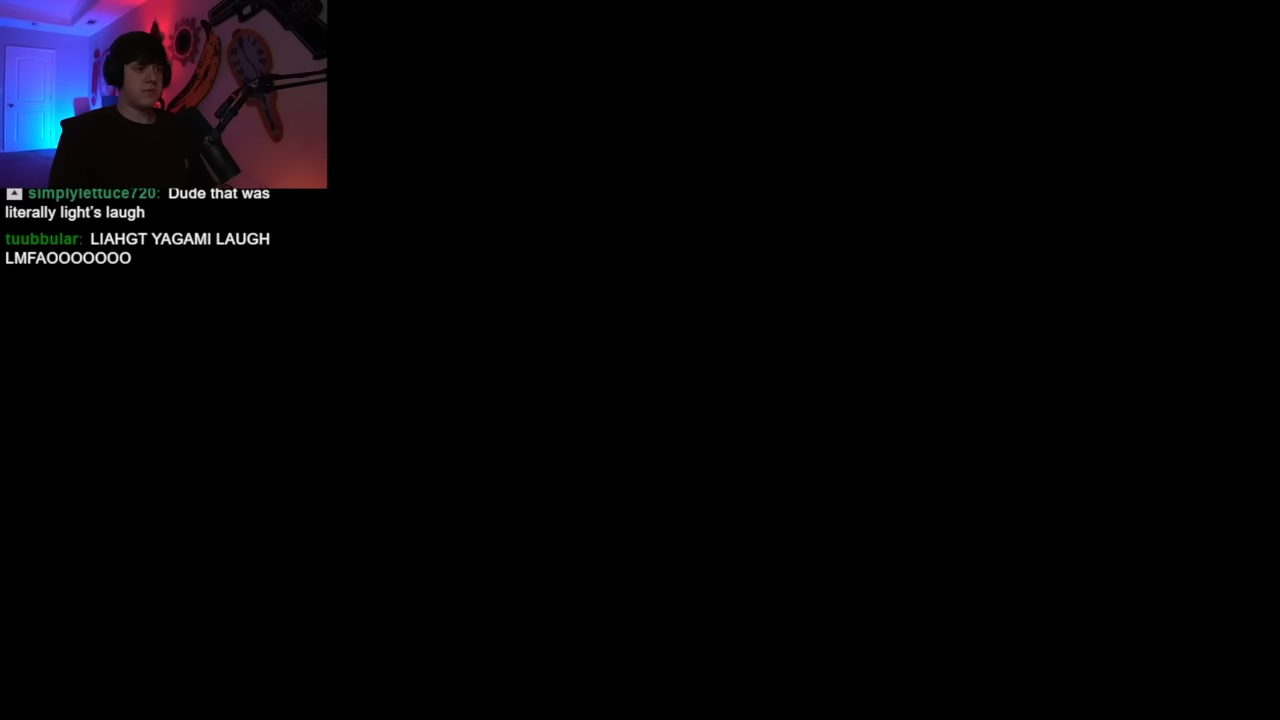 simplylettuce720: Dude that was
literally light's laugh
tuubbular: LIAHGT YAGAMI LAUGH
LMFAOOOOOOO